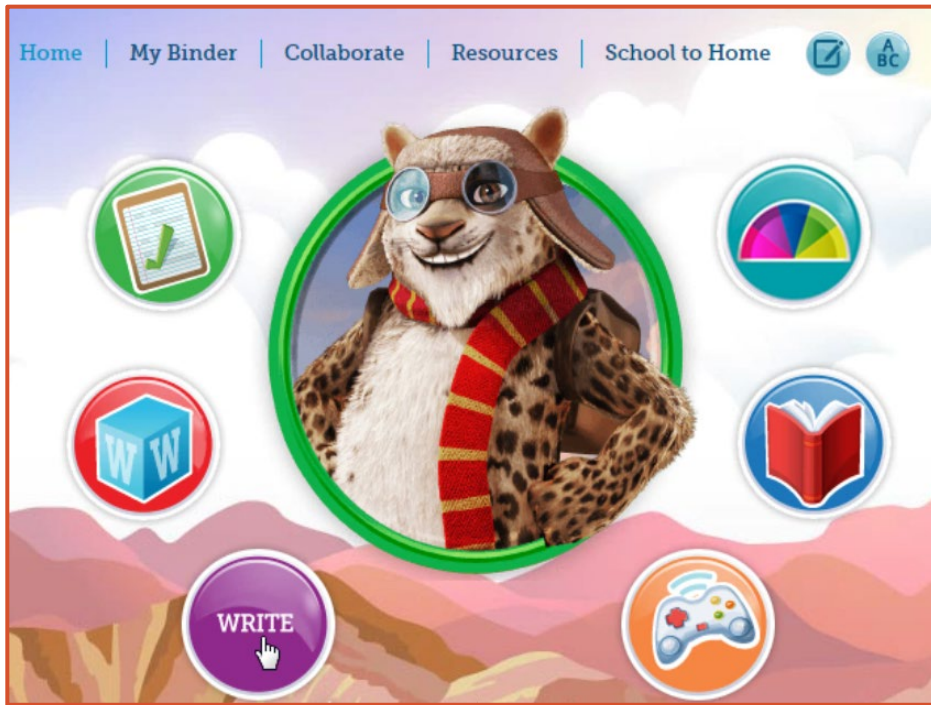 Home My Binder Collaborate Resources School to Home A
BC
W W
WRITE